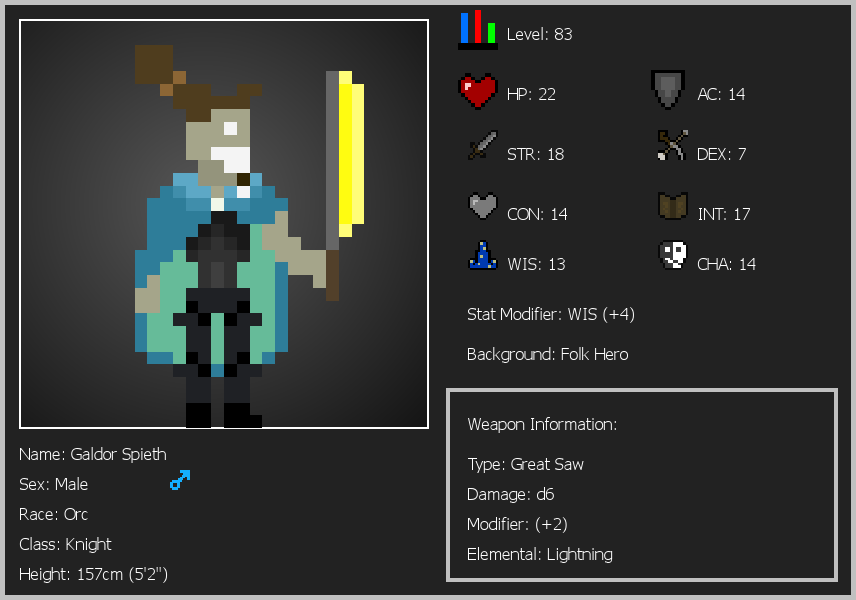 Level: 83
HP: 22
AC: 14
STR: 18
DEX: 7
CON: 14
INT: 17
WIS: 13
CHA: 14
Stat Modifier: WIS (+4)
Background: Folk Hero
Weapon Information:
Type: Great Saw
Damage: d6
Modifier: (+2)
Elemental: Lightning
Name: Galdor Spieth
Sex: Male
Race: Orc
Class: Knight
Height: 157cm (5'2")